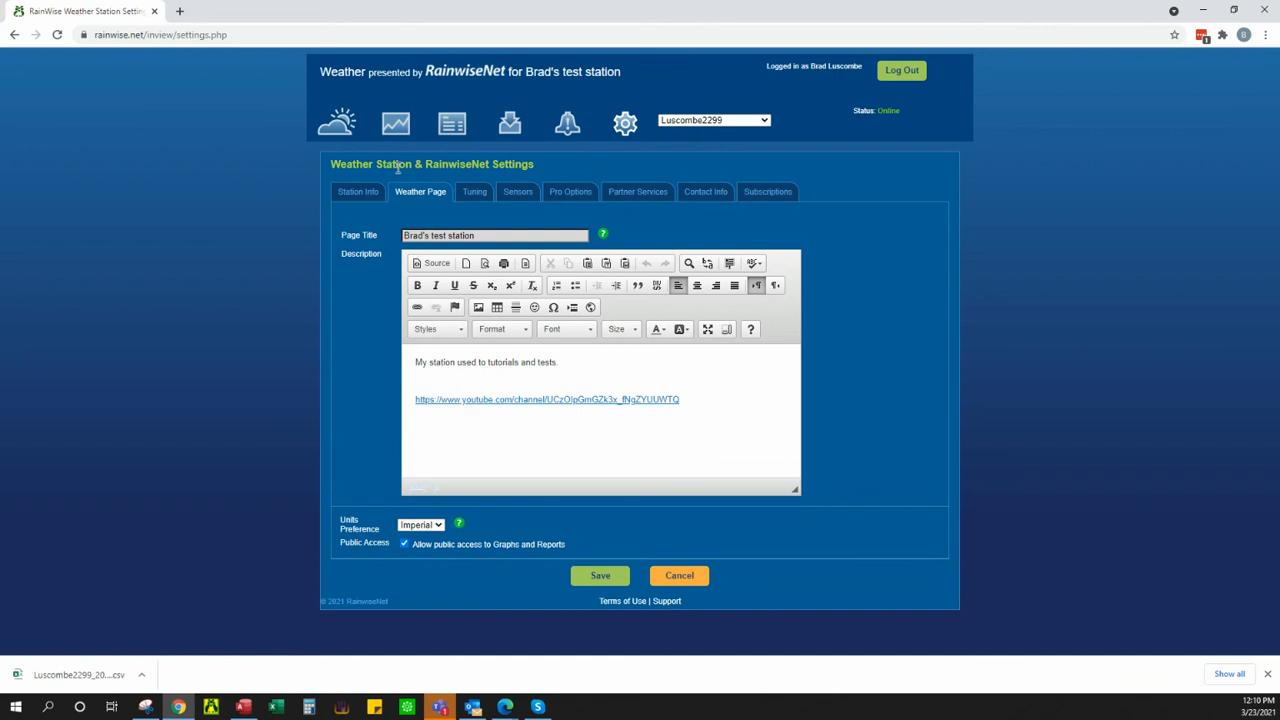 RainWise Weather Station Settin
rainwise.net/inview/settings.php
1
B
Weather presented by RainwiseNet for Brad's test station
Logged in as Brad Luscombe
Log Out
Luscombe2299
Status: Online
Weather Station & RainwiseNet Settings
Station Info
Weather Page
Tuning
Sensors
Pro Options
Partner Services
Contact Info
Subscriptions
Page Title
Brad's test station
?
Description
Source
B I U S x₂ x² Tx
Styles
Format
Font
Size
A
A
?
My station used to tutorials and tests.
https://www.youtube.com/channel/UCzOlpGmGZk3x_fNgZYUUWTQ
Units
Preference
Imperial
?
Public Access
Allow public access to Graphs and Reports
Save
Cancel
© 2021 RainwiseNet
Terms of Use | Support
Luscombe2299_20....csv
Show all
12:10 PM
3/23/2021